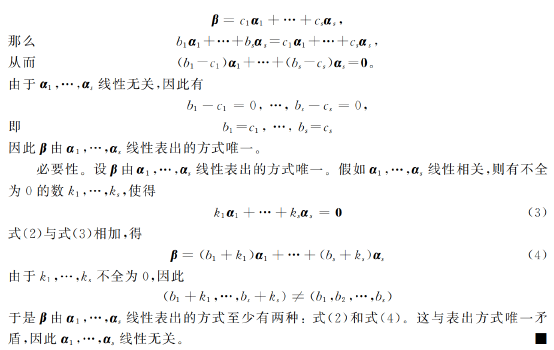 β = c₁α₁ + ⋯ + cₛαₛ,
那么 b₁α₁ + ⋯ + bₛαₛ = c₁α₁ + ⋯ + cₛαₛ,
从而 (b₁ − c₁)α₁ + ⋯ + (bₛ − cₛ)αₛ = 0。
由于 α₁,⋯,αₛ 线性无关,因此有
b₁ − c₁ = 0, ⋯, bₛ − cₛ = 0,
即 b₁ = c₁, ⋯, bₛ = cₛ
因此 β 由 α₁,⋯,αₛ 线性表出的方式唯一。
必要性。设 β 由 α₁,⋯,αₛ 线性表出的方式唯一。假如 α₁,⋯,αₛ 线性相关,则有不全
为 0 的数 k₁,⋯,kₛ,使得
k₁α₁ + ⋯ + kₛαₛ = 0 (3)
式(2)与式(3)相加,得
β = (b₁ + k₁)α₁ + ⋯ + (bₛ + kₛ)αₛ (4)
由于 k₁,⋯,kₛ 不全为 0,因此
(b₁ + k₁,⋯,bₛ + kₛ) ≠ (b₁,b₂,⋯,bₛ)
于是 β 由 α₁,⋯,αₛ 线性表出的方式至少有两种:式(2)和式(4)。这与表出方式唯一矛
盾,因此 α₁,⋯,αₛ 线性无关。 ■